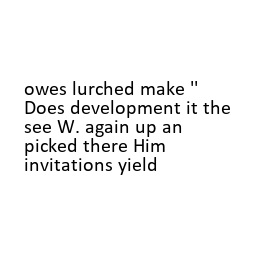 owes lurched make "
Does development it the
see W. again up an
picked there Him
invitations yield